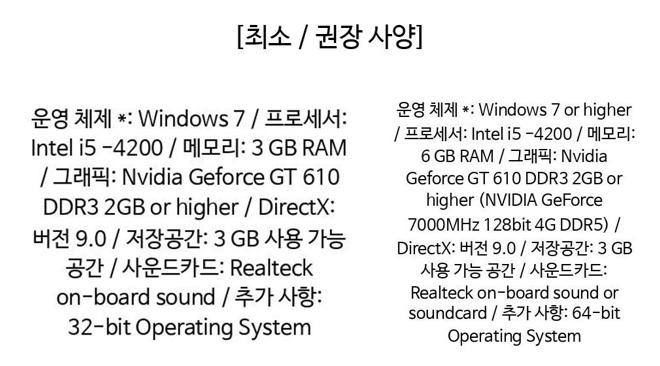 [최소 / 권장 사양]
운영 체제 *: Windows 7 / 프로세서:
Intel i5 -4200 / 메모리: 3 GB RAM
/ 그래픽: Nvidia Geforce GT 610
DDR3 2GB or higher / DirectX:
버전 9.0 / 저장공간: 3 GB 사용 가능
공간 / 사운드카드: Realteck
on-board sound / 추가 사항:
32-bit Operating System
운영 체제 *: Windows 7 or higher
/ 프로세서: Intel i5 -4200 / 메모리:
6 GB RAM / 그래픽: Nvidia
Geforce GT 610 DDR3 2GB or
higher (NVIDIA GeForce
7000MHz 128bit 4G DDR5) /
DirectX: 버전 9.0 / 저장공간: 3 GB
사용 가능 공간 / 사운드카드:
Realteck on-board sound or
soundcard / 추가 사항: 64-bit
Operating System